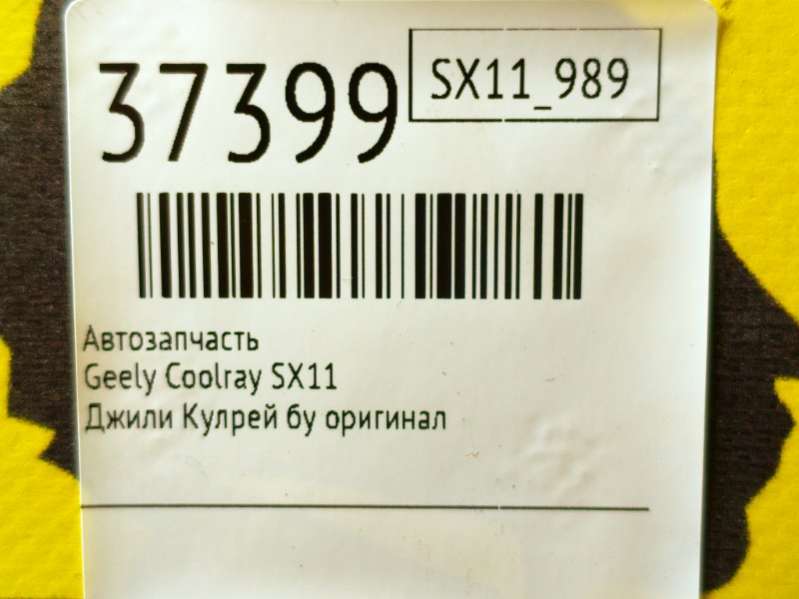 37399
SX11_989
Автозапчасть
Geely Coolray SX11
Джили Кулрей бу оригинал